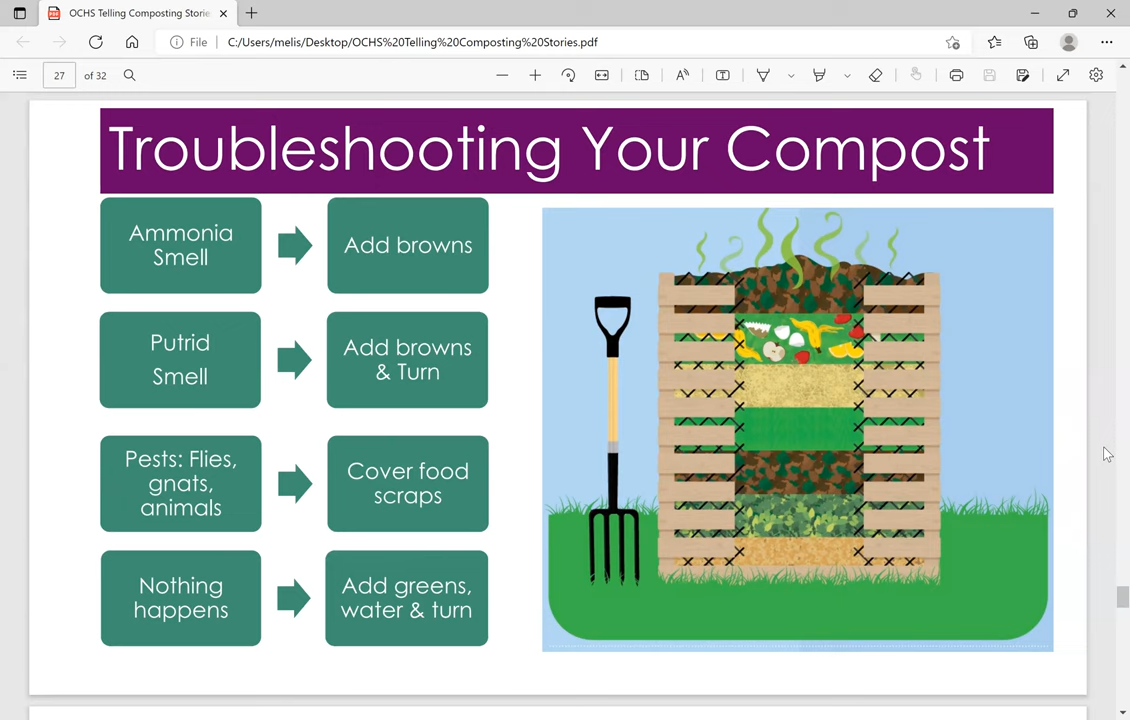 OCHS Telling Composting Storie
File
C:/Users/melis/Desktop/OCHS%20Telling%20Composting%20Stories.pdf
27
of 32
Troubleshooting Your Compost
Ammonia
Smell
Add browns
Putrid
Smell
Add browns
& Turn
Pests: Flies,
gnats,
animals
Cover food
scraps
Nothing
happens
Add greens,
water & turn